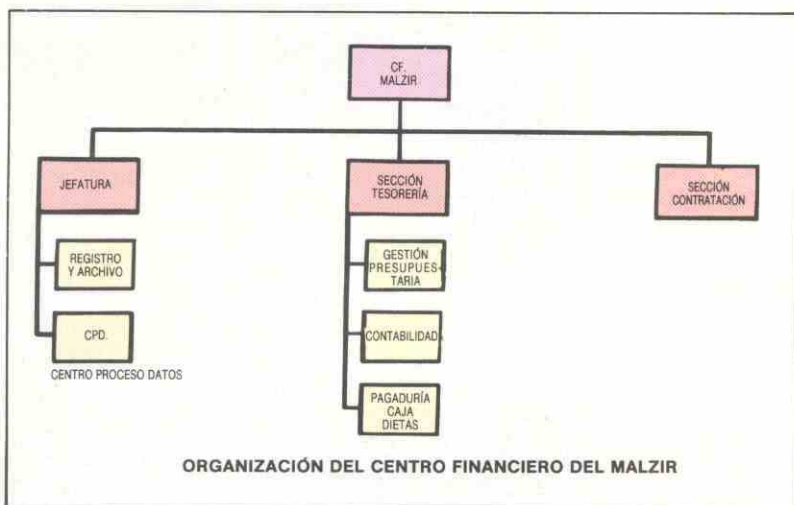 CF.
MALZIR
JEFATURA
SECCIÓN
TESORERÍA
SECCIÓN
CONTRATACIÓN
REGISTRO
Y ARCHIVO
GESTIÓN
PRESUPUES-
TARIA
CPD.
CONTABILIDAD
CENTRO PROCESO DATOS
PAGADURÍA
CAJA
DIETAS
ORGANIZACIÓN DEL CENTRO FINANCIERO DEL MALZIR